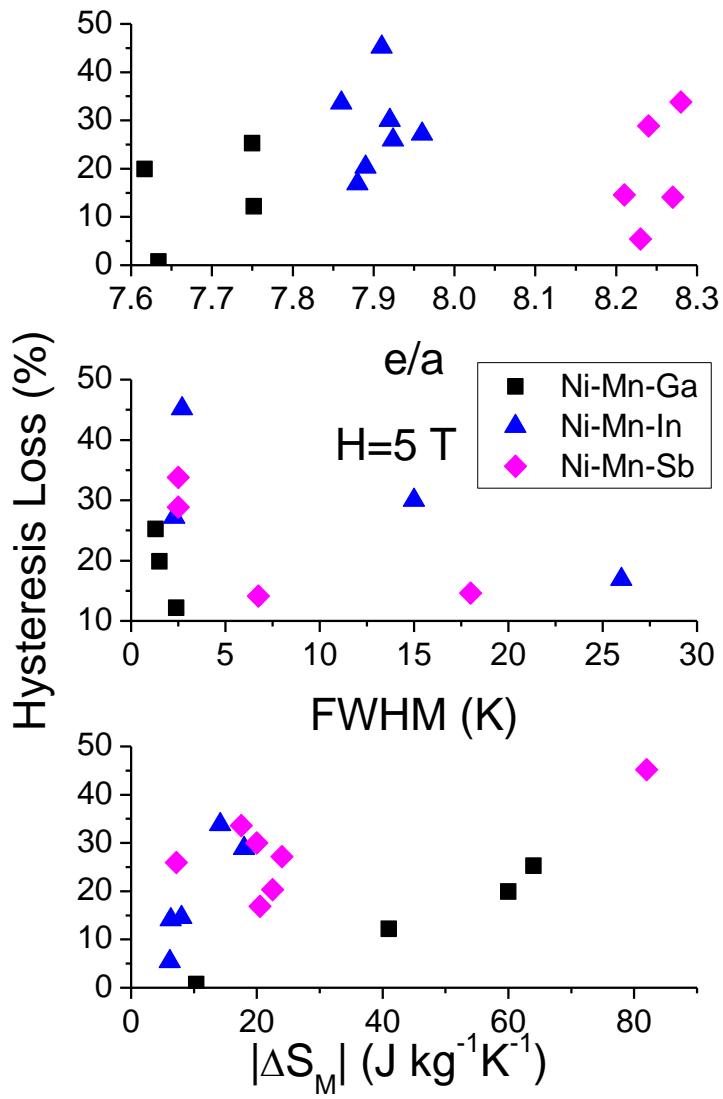 50
40
30
20
10
0
7.6 7.7 7.8 7.9 8.0 8.1 8.2 8.3
e/a
Ni-Mn-Ga
Ni-Mn-In
Ni-Mn-Sb
H=5 T
Hysteresis Loss (%)
50
40
30
20
10
0 5 10 15 20 25 30
FWHM (K)
50
40
30
20
10
0
0 20 40 60 80
|ΔS_M| (J kg⁻¹K⁻¹)